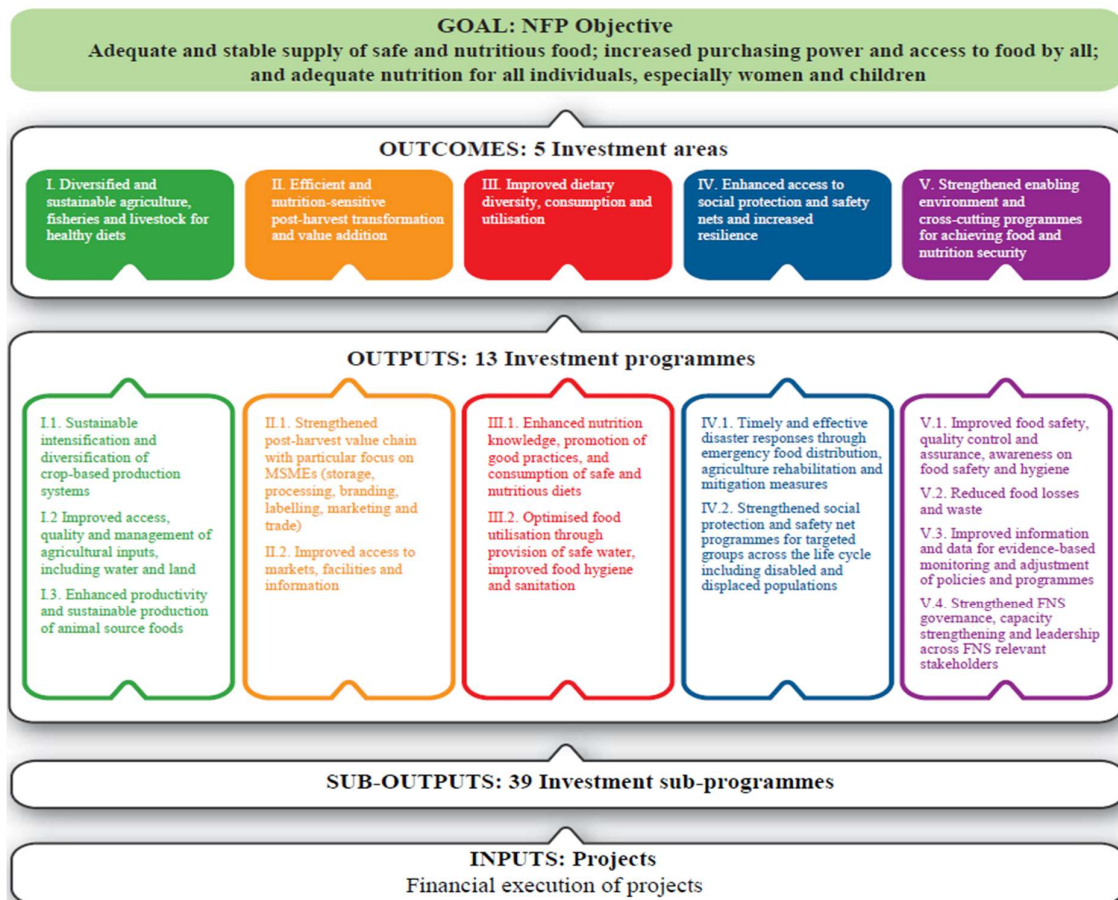 GOAL: NFP Objective
Adequate and stable supply of safe and nutritious food; increased purchasing power and access to food by all;
and adequate nutrition for all individuals, especially women and children
OUTCOMES: 5 Investment areas
I. Diversified and
sustainable agriculture,
fisheries and livestock for
healthy diets
II. Efficient and
nutrition-sensitive
post-harvest transformation
and value addition
III. Improved dietary
diversity, consumption and
utilisation
IV. Enhanced access to
social protection and safety
nets and increased
resilience
V. Strengthened enabling
environment and
cross-cutting programmes
for achieving food and
nutrition security
OUTPUTS: 13 Investment programmes
I.1. Sustainable
intensification and
diversification of
crop-based production
systems
I.2 Improved access,
quality and management of
agricultural inputs,
including water and land
I.3. Enhanced productivity
and sustainable production
of animal source foods
II.1. Strengthened
post-harvest value chain
with particular focus on
MSMEs (storage,
processing, branding,
labelling, marketing and
trade)
II.2. Improved access to
markets, facilities and
information
III.1. Enhanced nutrition
knowledge, promotion of
good practices, and
consumption of safe and
nutritious diets
III.2. Optimised food
utilisation through
provision of safe water,
improved food hygiene
and sanitation
IV.1. Timely and effective
disaster responses through
emergency food distribution,
agriculture rehabilitation and
mitigation measures
IV.2. Strengthened social
protection and safety net
programmes for targeted
groups across the life cycle
including disabled and
displaced populations
V.1. Improved food safety,
quality control and
assurance, awareness on
food safety and hygiene
V.2. Reduced food losses
and waste
V.3. Improved information
and data for evidence-based
monitoring and adjustment
of policies and programmes
V.4. Strengthened FNS
governance, capacity
strengthening and leadership
across FNS relevant
stakeholders
SUB-OUTPUTS: 39 Investment sub-programmes
INPUTS: Projects
Financial execution of projects